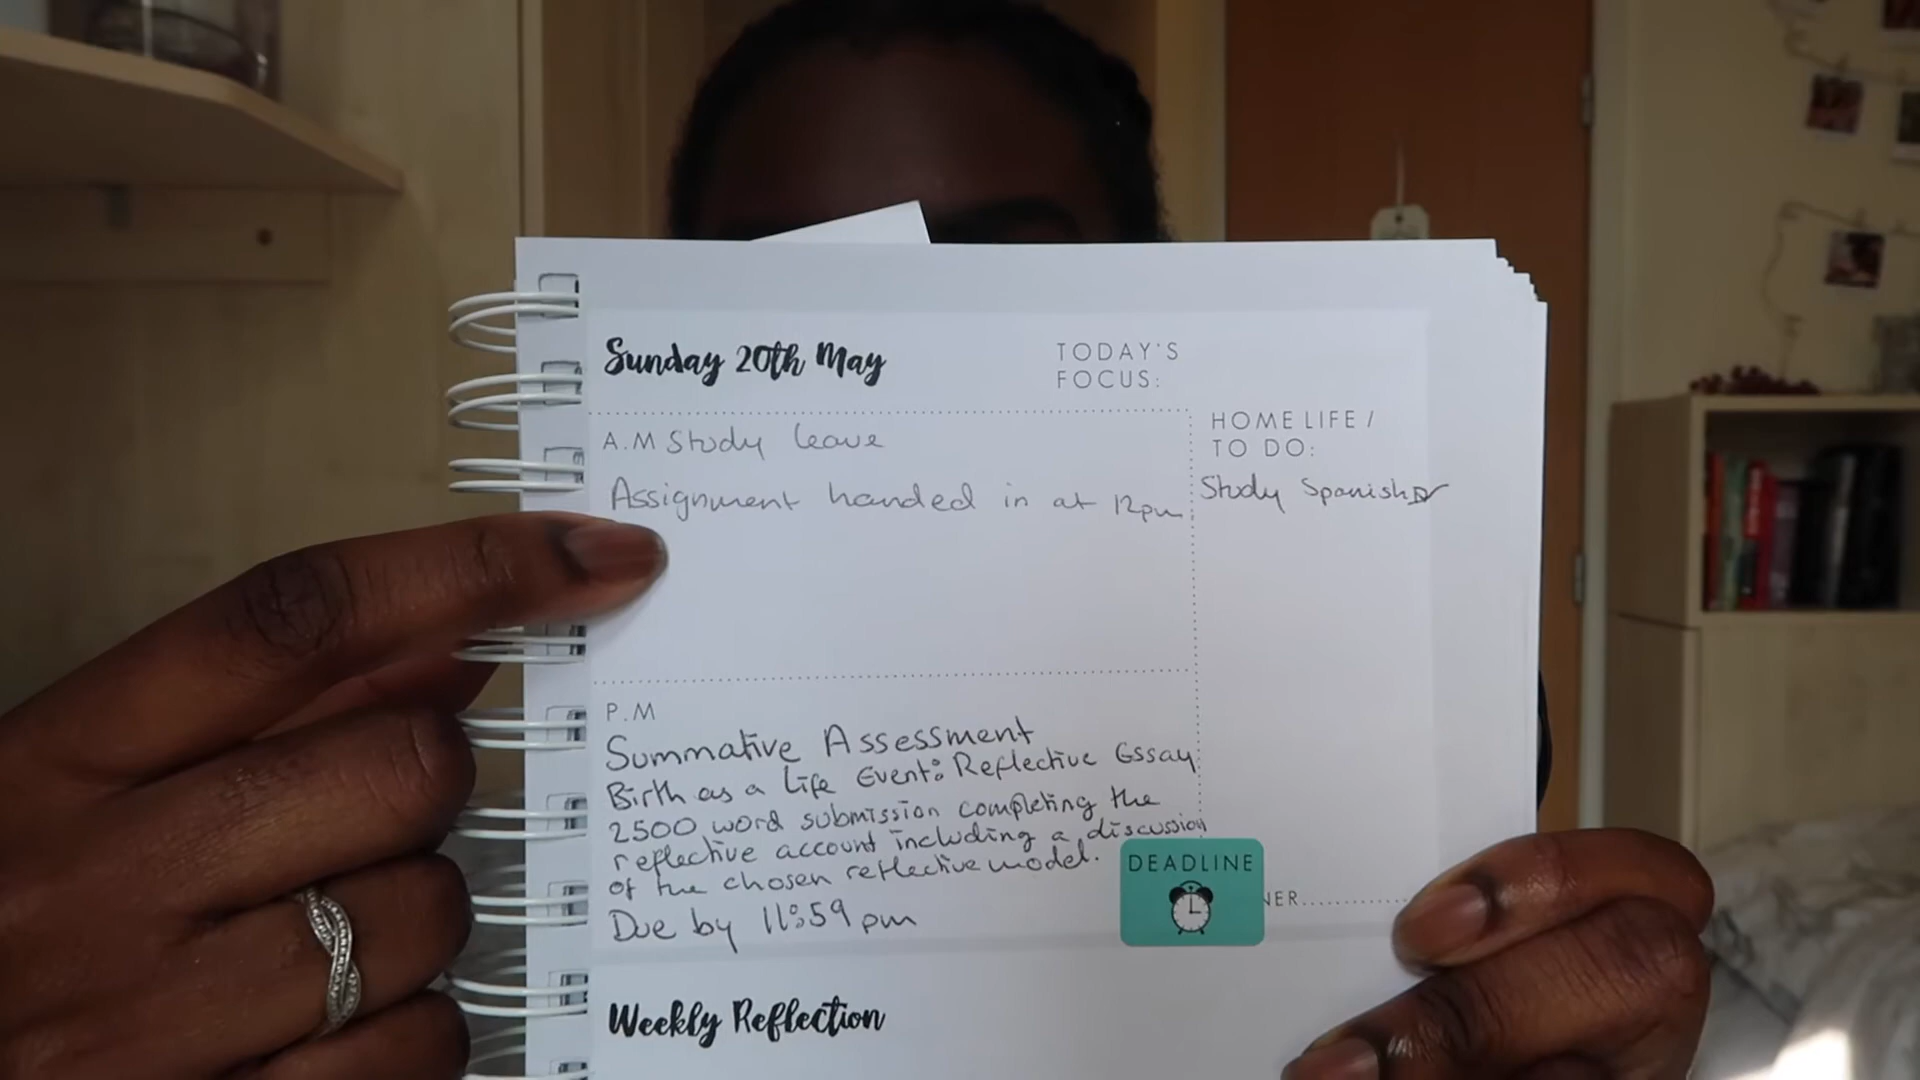 Sunday 20th May
TODAY'S
FOCUS:
A.M Study leave
Assignment handed in at 12pm
HOME LIFE /
TO DO:
Study Spanish
P.M
Summative Assessment
Birth as a Life Event: Reflective Essay
2500 word submission completing the
reflective account including a discussion
of the chosen reflective model.
Due by 11:59 pm
DEADLINE
NER..............
Weekly Reflection